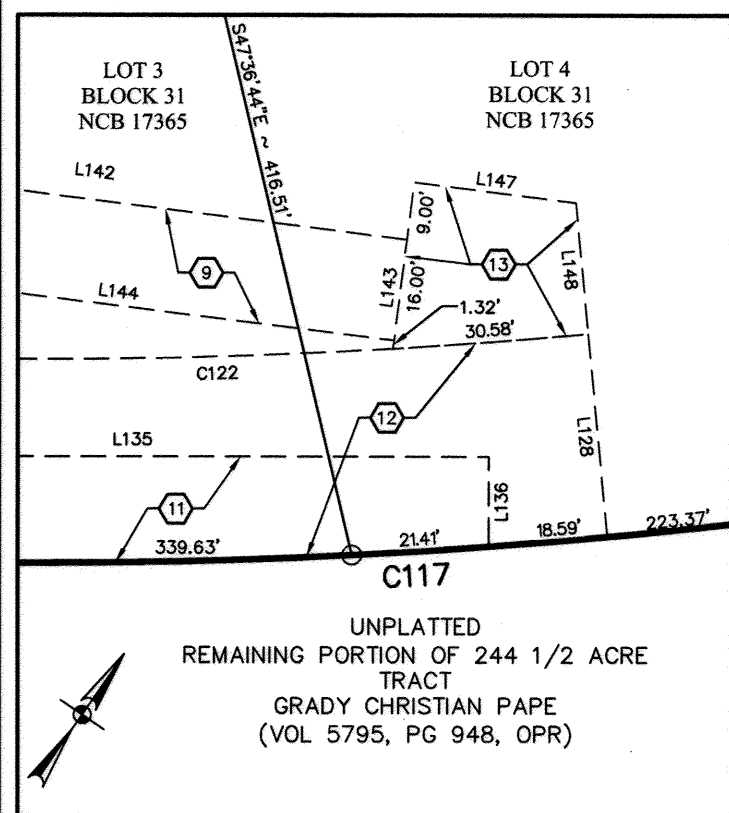 LOT 3
BLOCK 31
NCB 17365
S47°36'44"E ~ 416.51'
LOT 4
BLOCK 31
NCB 17365
L142
L147
9.00'
9
13
L143
16.00'
L148
L144
1.32'
30.58'
C122
12
L135
L128
11
L136
339.63'
21.41'
18.59'
223.37'
C117
UNPLATTED
REMAINING PORTION OF 244 1/2 ACRE
TRACT
GRADY CHRISTIAN PAPE
(VOL 5795, PG 948, OPR)